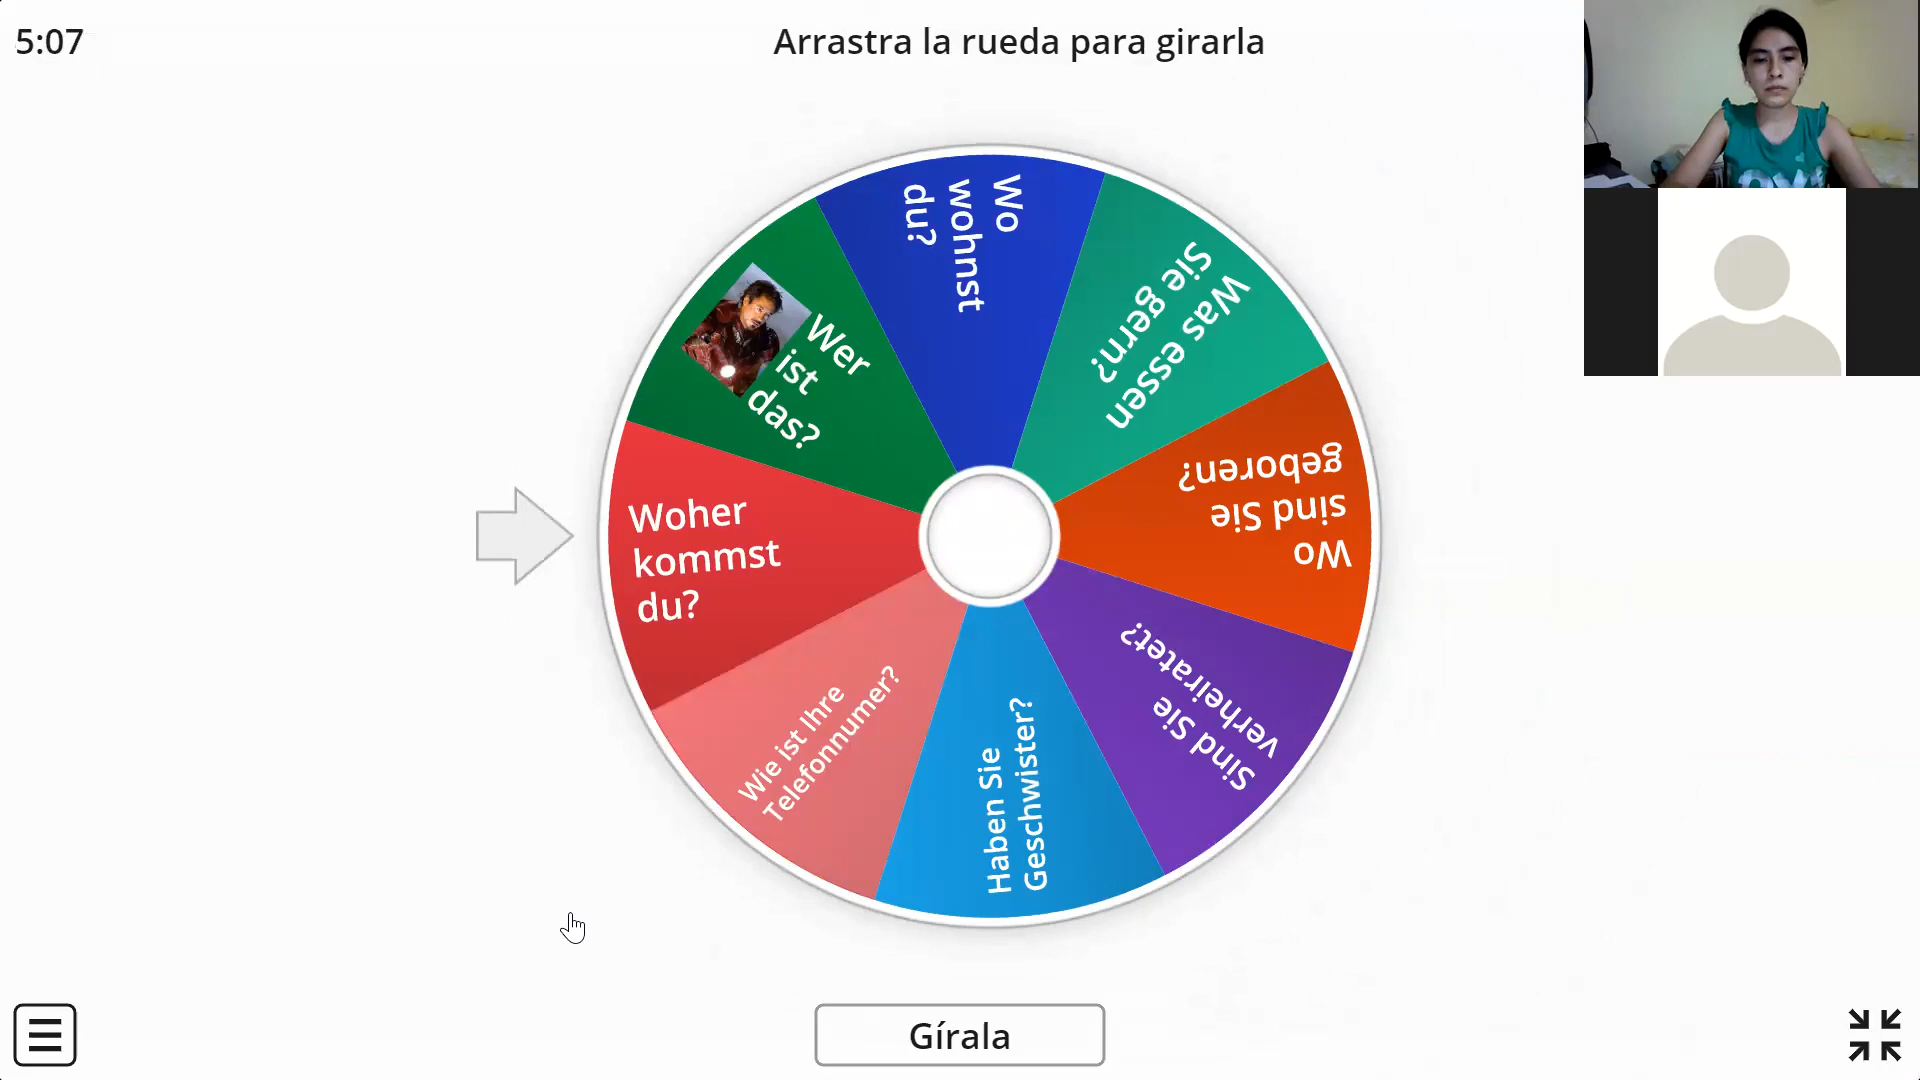 5:07
Arrastra la rueda para girarla
Wo
wohnst
du?
Was essen
Sie gern?
Wer
ist
das?
Wo
sind Sie
geboren?
Woher
kommst
du?
Sind Sie
verheiratet?
Wie ist Ihre
Telefonnumer?
Haben Sie
Geschwister?
Gírala